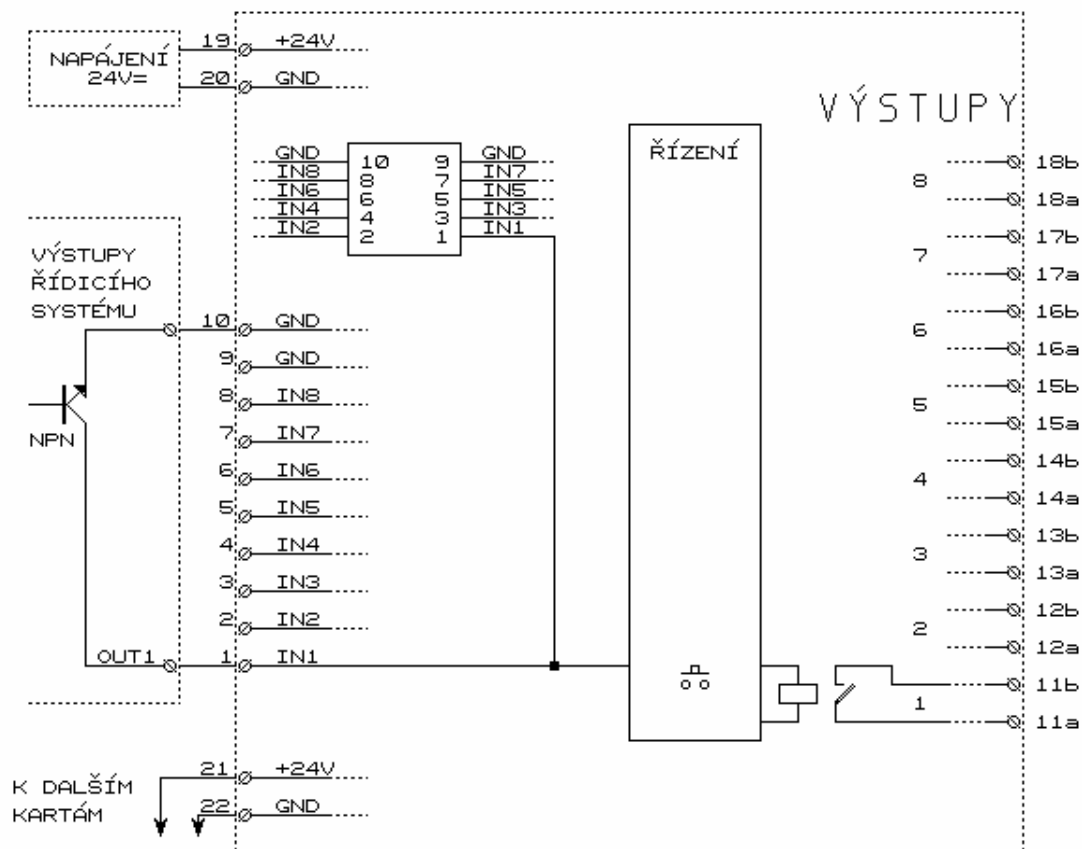 NAPÁJENÍ
24V=
19 +24V
20 GND
VÝSTUPY
ŘÍZENÍ
GND 10 9 GND
IN8 8 7 IN7
IN6 6 5 IN5
IN4 4 3 IN3
IN2 2 1 IN1
VÝSTUPY
ŘÍDICÍHO
SYSTÉMU
NPN
OUT1
10 GND
9 GND
8 IN8
7 IN7
6 IN6
5 IN5
4 IN4
3 IN3
2 IN2
1 IN1
8 18b
18a
7 17b
17a
6 16b
16a
5 15b
15a
4 14b
14a
3 13b
13a
2 12b
12a
1 11b
11a
K DALŠÍM
KARTÁM
21 +24V
22 GND